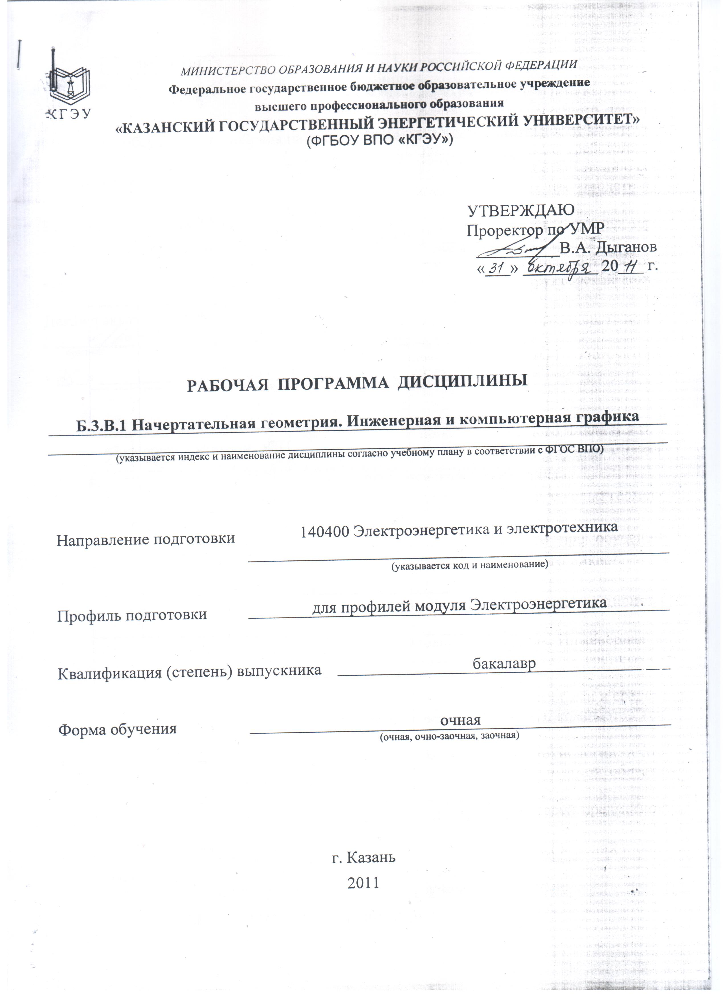 КГЭУ
МИНИСТЕРСТВО ОБРАЗОВАНИЯ И НАУКИ РОССИЙСКОЙ ФЕДЕРАЦИИ
Федеральное государственное бюджетное образовательное учреждение
высшего профессионального образования
«КАЗАНСКИЙ ГОСУДАРСТВЕННЫЙ ЭНЕРГЕТИЧЕСКИЙ УНИВЕРСИТЕТ»
(ФГБОУ ВПО «КГЭУ»)
УТВЕРЖДАЮ
Проректор по УМР
В.А. Дыганов
«31» октября 2011 г.
РАБОЧАЯ ПРОГРАММА ДИСЦИПЛИНЫ
Б.3.В.1 Начертательная геометрия. Инженерная и компьютерная графика
(указывается индекс и наименование дисциплины согласно учебному плану в соответствии с ФГОС ВПО)
Направление подготовки 140400 Электроэнергетика и электротехника
(указывается код и наименование)
Профиль подготовки для профилей модуля Электроэнергетика
Квалификация (степень) выпускника бакалавр
Форма обучения очная
(очная, очно-заочная, заочная)
г. Казань
2011